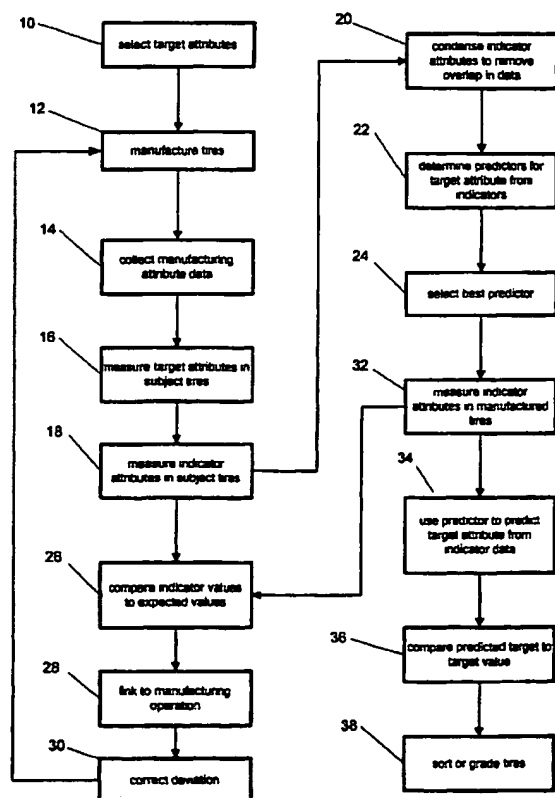 10
select target attributes
12
manufacture tires
14
collect manufacturing
attribute data
16
measure target attributes in
subject tires
18
measure indicator
attributes in subject tires
26
compare indicator values
to expected values
28
link to manufacturing
operation
30
correct deviation
20
condense indicator
attributes to remove
overlap in data
22
determine predictors for
target attribute from
indicators
24
select best predictor
32
measure indicator
attributes in manufactured
tires
34
use predictor to predict
target attribute from
indicator data
36
compare predicted target to
target value
38
sort or grade tires